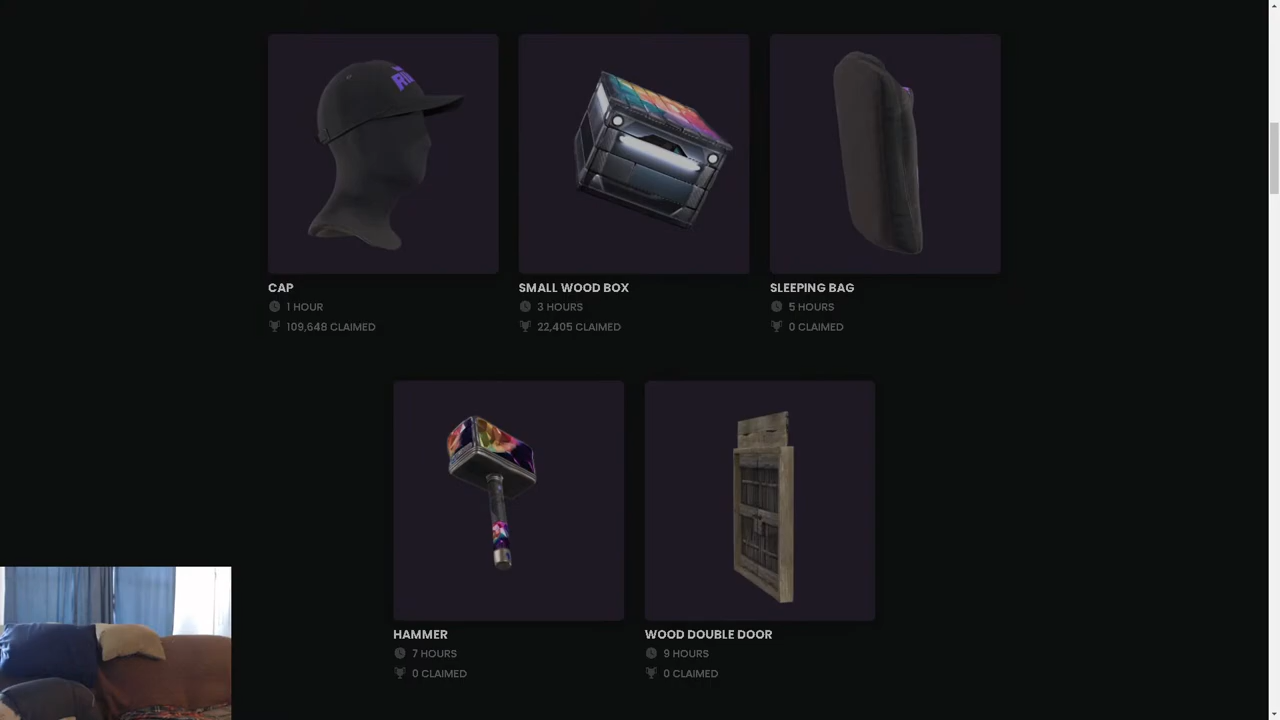 CAP
1 HOUR
109,648 CLAIMED
SMALL WOOD BOX
3 HOURS
22,405 CLAIMED
SLEEPING BAG
5 HOURS
0 CLAIMED
HAMMER
7 HOURS
0 CLAIMED
WOOD DOUBLE DOOR
9 HOURS
0 CLAIMED